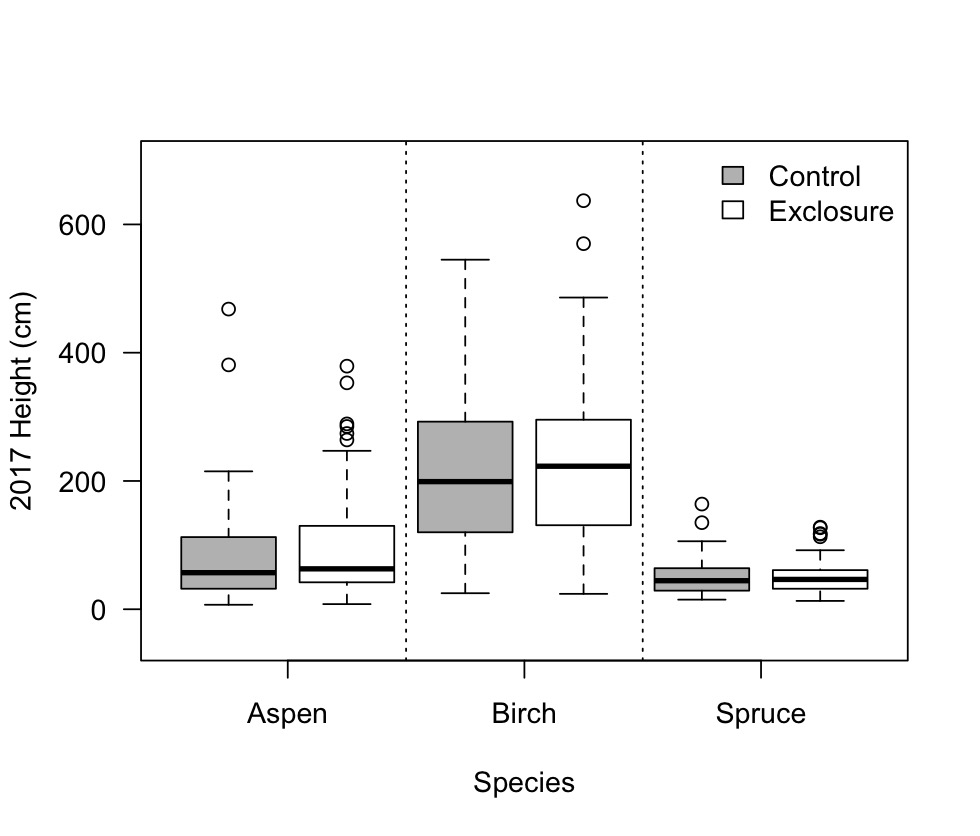 Control
Exclosure
600
400
200
0
2017 Height (cm)
Aspen Birch Spruce
Species